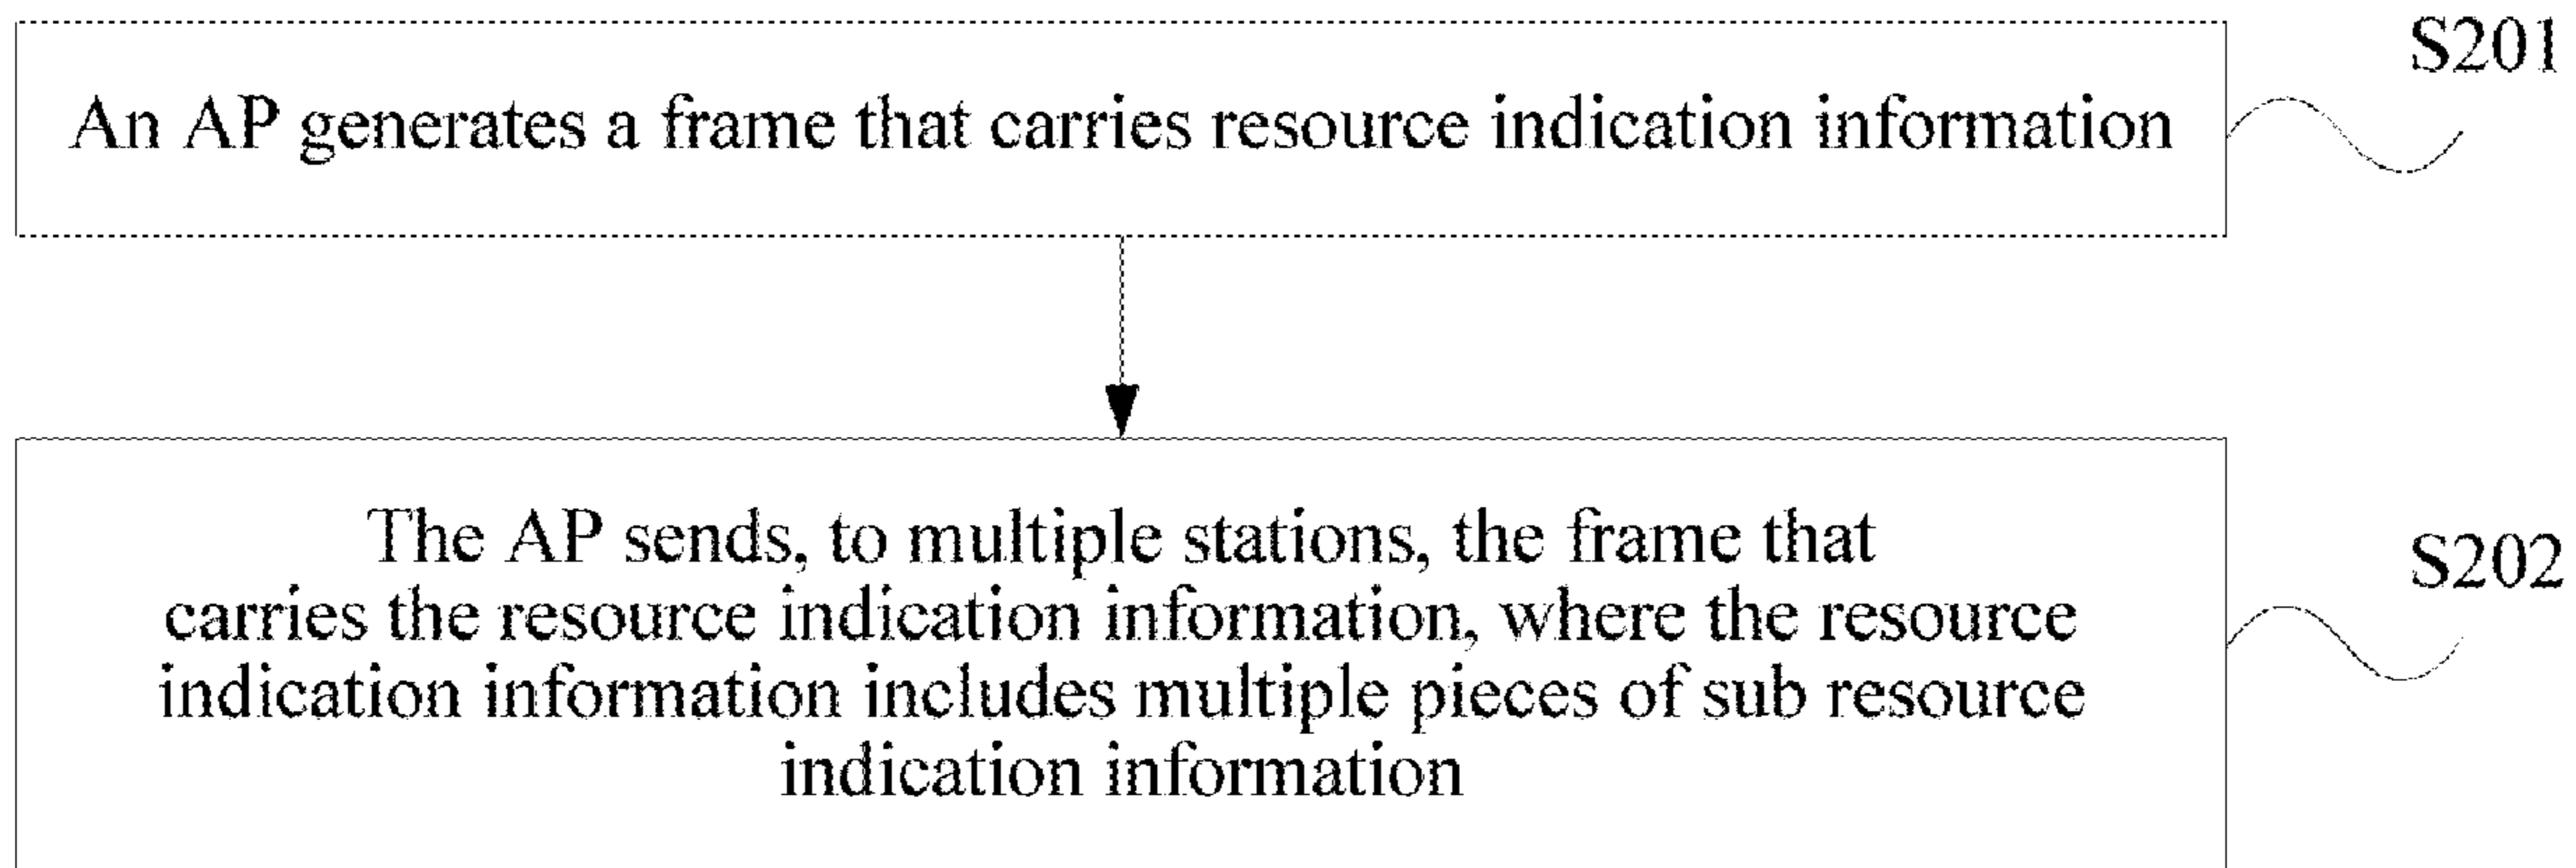 S201
An AP generates a frame that carries resource indication information
The AP sends, to multiple stations, the frame that
carries the resource indication information, where the resource
indication information includes multiple pieces of sub resource
indication information
S202